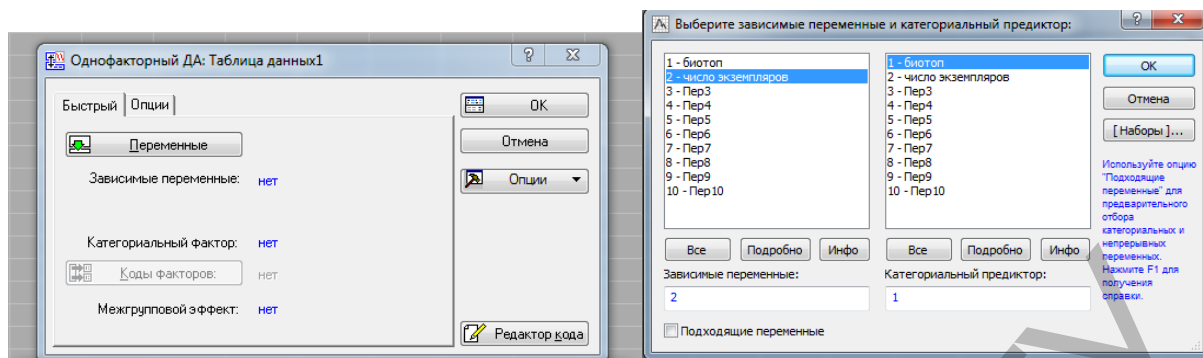 Однофакторный ДА: Таблица данных1
Быстрый
Опции
Переменные
Зависимые переменные: нет
Категориальный фактор: нет
Коды факторов: нет
Межгрупповой эффект: нет
OK
Отмена
Опции
Редактор кода
Выберите зависимые переменные и категориальный предиктор:
1 - биотоп
2 - число экземпляров
3 - Пер3
4 - Пер4
5 - Пер5
6 - Пер6
7 - Пер7
8 - Пер8
9 - Пер9
10 - Пер10
Все
Подробно
Инфо
Зависимые переменные:
2
Подходящие переменные
1 - биотоп
2 - число экземпляров
3 - Пер3
4 - Пер4
5 - Пер5
6 - Пер6
7 - Пер7
8 - Пер8
9 - Пер9
10 - Пер10
Все
Подробно
Инфо
Категориальный предиктор:
1
OK
Отмена
[ Наборы ]...
Используйте опцию
"Подходящие
переменные" для
предварительного
отбора
категориальных и
непрерывных
переменных.
Нажмите F1 для
получения
справки.